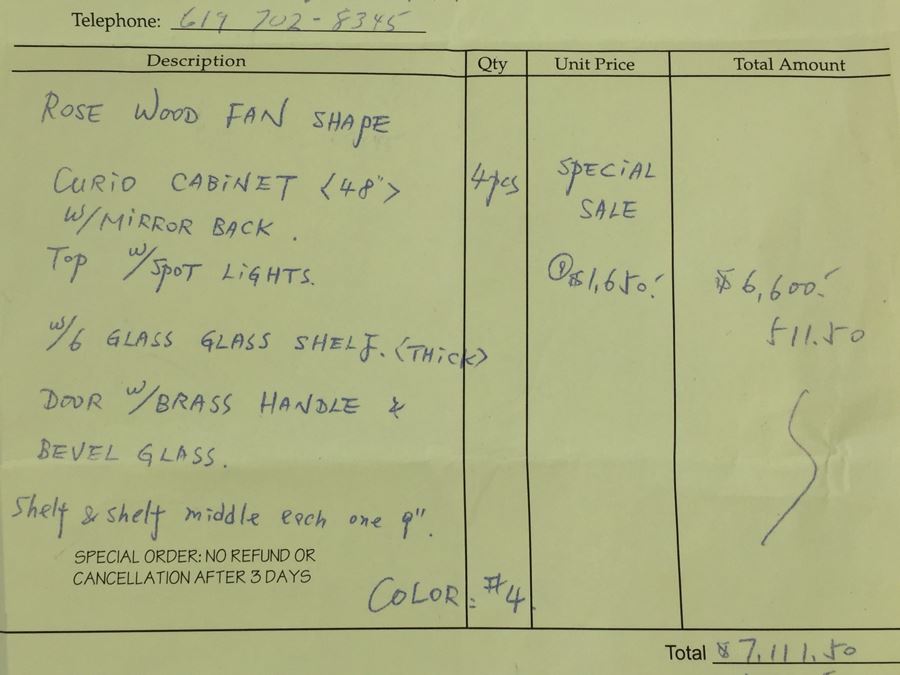 Telephone: 619 702-8345
Description Qty Unit Price Total Amount
ROSE WOOD FAN SHAPE
CURIO CABINET <48"> 4pcs SPECIAL
W/MIRROR BACK. SALE
TOP W/SPOT LIGHTS. @$1,650.- $6,600.-
W/6 GLASS GLASS SHELF. <THICK> 511.50
DOOR W/BRASS HANDLE &
BEVEL GLASS.
Shelf & shelf middle each one 9".
SPECIAL ORDER: NO REFUND OR
CANCELLATION AFTER 3 DAYS
COLOR: #4.
Total $7,111.50